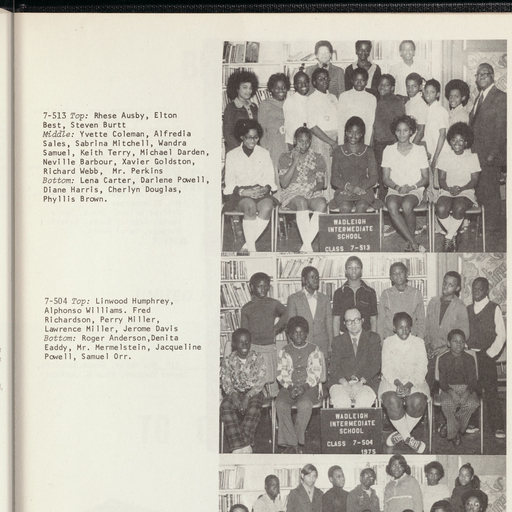 7-513 Top: Rhese Ausby, Elton
Best, Steven Burtt
Middle: Yvette Coleman, Alfredia
Sales, Sabrina Mitchell, Wandra
Samuel, Keith Terry, Michael Darden,
Neville Barbour, Xavier Goldston,
Richard Webb, Mr. Perkins
Bottom: Lena Carter, Darlene Powell,
Diane Harris, Cherlyn Douglas,
Phyllis Brown.
WADLEIGH
INTERMEDIATE
SCHOOL
CLASS 7-513
7-504 Top: Linwood Humphrey,
Alphonso Williams. Fred
Richardson, Perry Miller,
Lawrence Miller, Jerome Davis
Bottom: Roger Anderson,Denita
Eaddy, Mr. Mermelstein, Jacqueline
Powell, Samuel Orr.
WADLEIGH
INTERMEDIATE
SCHOOL
CLASS 7-504
1975